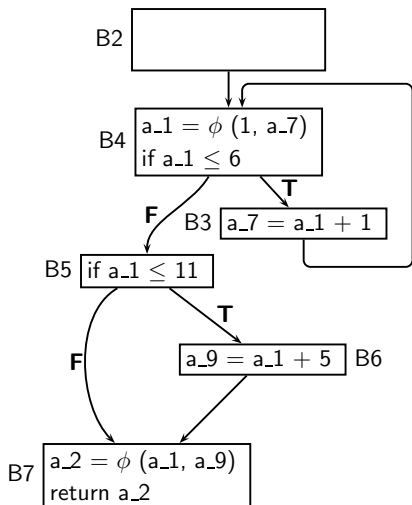 B2
B4
a_1 = ϕ (1, a_7)
if a_1 ≤ 6
T
F
B3
a_7 = a_1 + 1
B5
if a_1 ≤ 11
T
F
a_9 = a_1 + 5
B6
B7
a_2 = ϕ (a_1, a_9)
return a_2